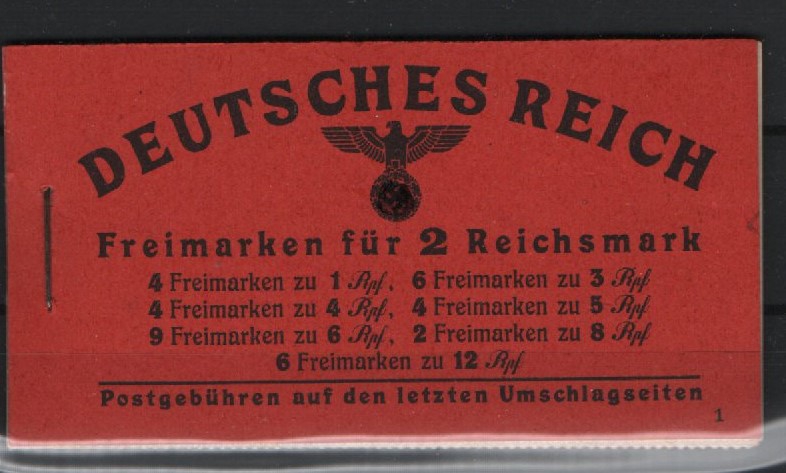 DEUTSCHES REICH
Freimarken für 2 Reichsmark
4 Freimarken zu 1 Rpf, 6 Freimarken zu 3 Rpf
4 Freimarken zu 4 Rpf, 4 Freimarken zu 5 Rpf
9 Freimarken zu 6 Rpf, 2 Freimarken zu 8 Rpf
6 Freimarken zu 12 Rpf
Postgebühren auf den letzten Umschlagseiten
1